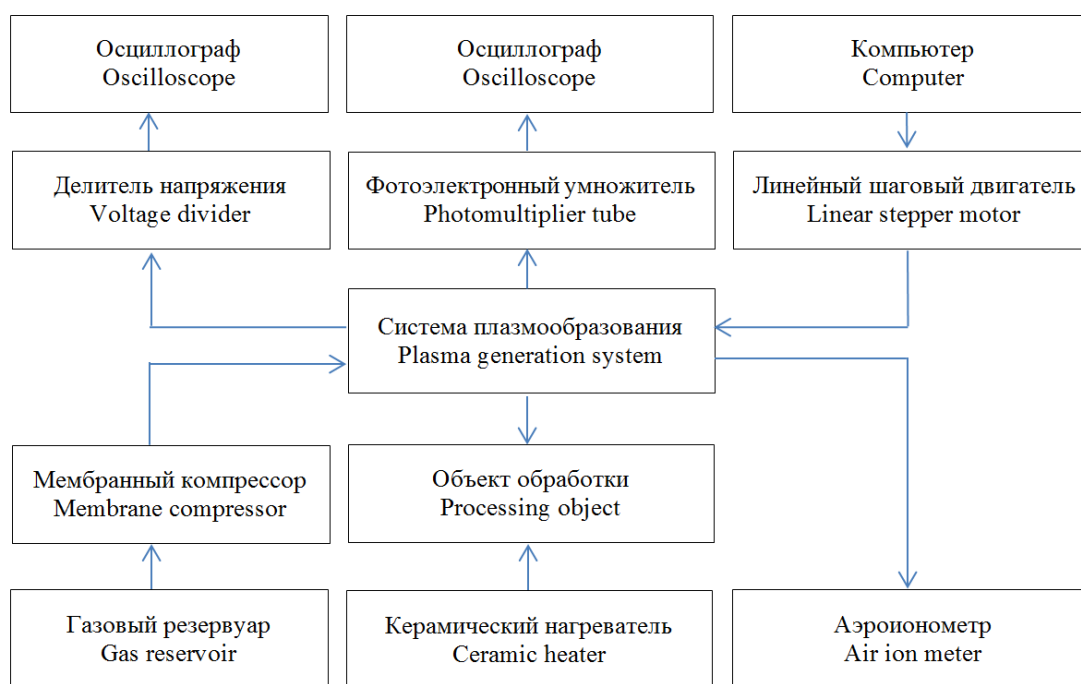 Осциллограф
Oscilloscope
Осциллограф
Oscilloscope
Компьютер
Computer
Делитель напряжения
Voltage divider
Фотоэлектронный умножитель
Photomultiplier tube
Линейный шаговый двигатель
Linear stepper motor
Система плазмообразования
Plasma generation system
Мембранный компрессор
Membrane compressor
Объект обработки
Processing object
Газовый резервуар
Gas reservoir
Керамический нагреватель
Ceramic heater
Аэроионометр
Air ion meter